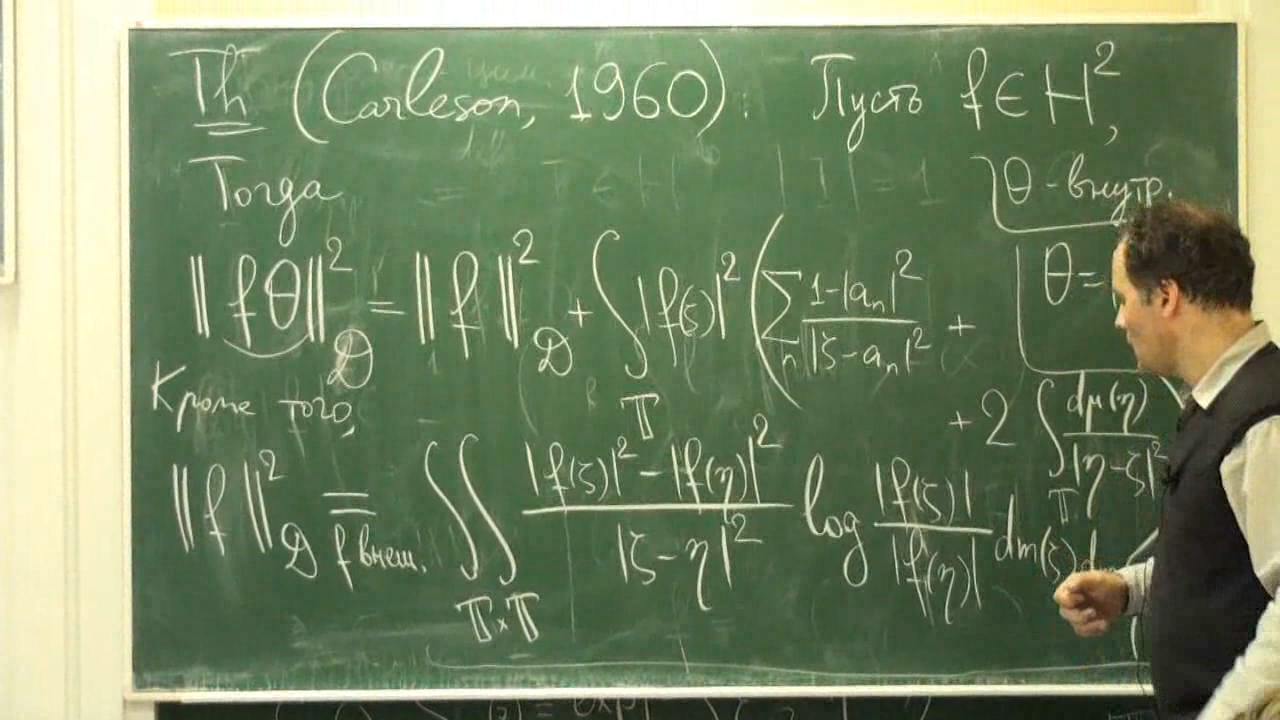 Th (Carleson, 1960): Пусть f ∈ H²,
Тогда θ - внутр.
‖fθ‖²_D = ‖f‖²_D + ∫_𝕋 |f(ζ)|² ( ∑_n (1-|a_n|²)/|ζ-a_n|² +
θ =
+ 2 ∫_𝕋 dμ(η)/|η-ζ|² )
Кроме того,
‖f‖²_D = f внеш. ∬_{𝕋×𝕋} (|f(ζ)|² - |f(η)|²)/|ζ-η|² log |f(ζ)|/|f(η)| dm(ζ)